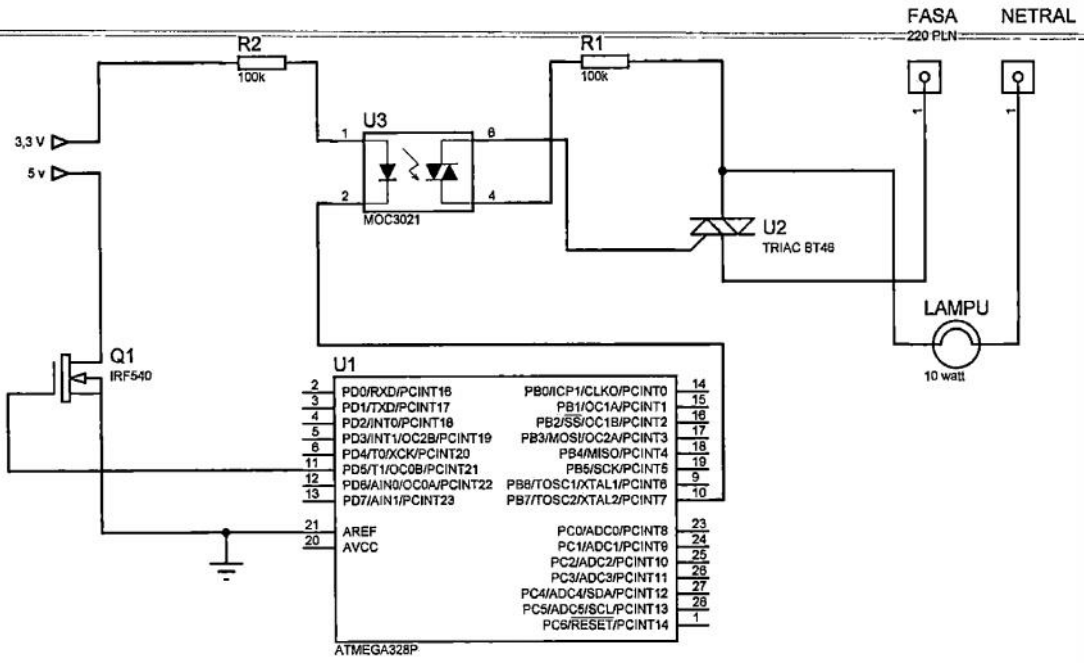 FASA NETRAL
220 PLN
R2
100k
R1
100k
1 1
3,3 V
5 v
U3
1 6
2 4
MOC3021
U2
TRIAC BT46
LAMPU
10 watt
Q1
IRF540
U1
2 PD0/RXD/PCINT16 PB0/ICP1/CLKO/PCINT0 14
3 PD1/TXD/PCINT17 PB1/OC1A/PCINT1 15
4 PD2/INT0/PCINT18 PB2/SS/OC1B/PCINT2 16
5 PD3/INT1/OC2B/PCINT19 PB3/MOSI/OC2A/PCINT3 17
6 PD4/T0/XCK/PCINT20 PB4/MISO/PCINT4 18
11 PD5/T1/OC0B/PCINT21 PB5/SCK/PCINT5 19
12 PD6/AIN0/OC0A/PCINT22 PB6/TOSC1/XTAL1/PCINT6 9
13 PD7/AIN1/PCINT23 PB7/TOSC2/XTAL2/PCINT7 10
21 AREF PC0/ADC0/PCINT8 23
20 AVCC PC1/ADC1/PCINT9 24
PC2/ADC2/PCINT10 25
PC3/ADC3/PCINT11 26
PC4/ADC4/SDA/PCINT12 27
PC5/ADC5/SCL/PCINT13 28
PC6/RESET/PCINT14 1
ATMEGA328P